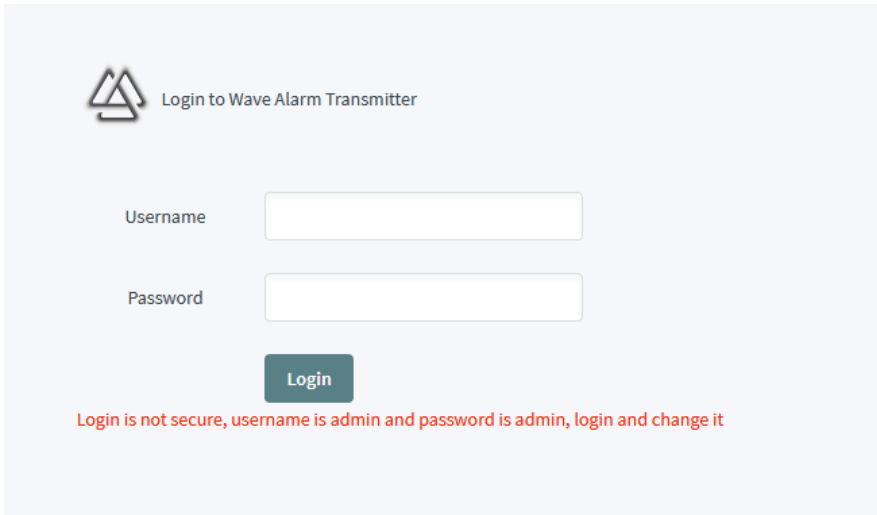 Login to Wave Alarm Transmitter
Username
Password
Login
Login is not secure, username is admin and password is admin, login and change it